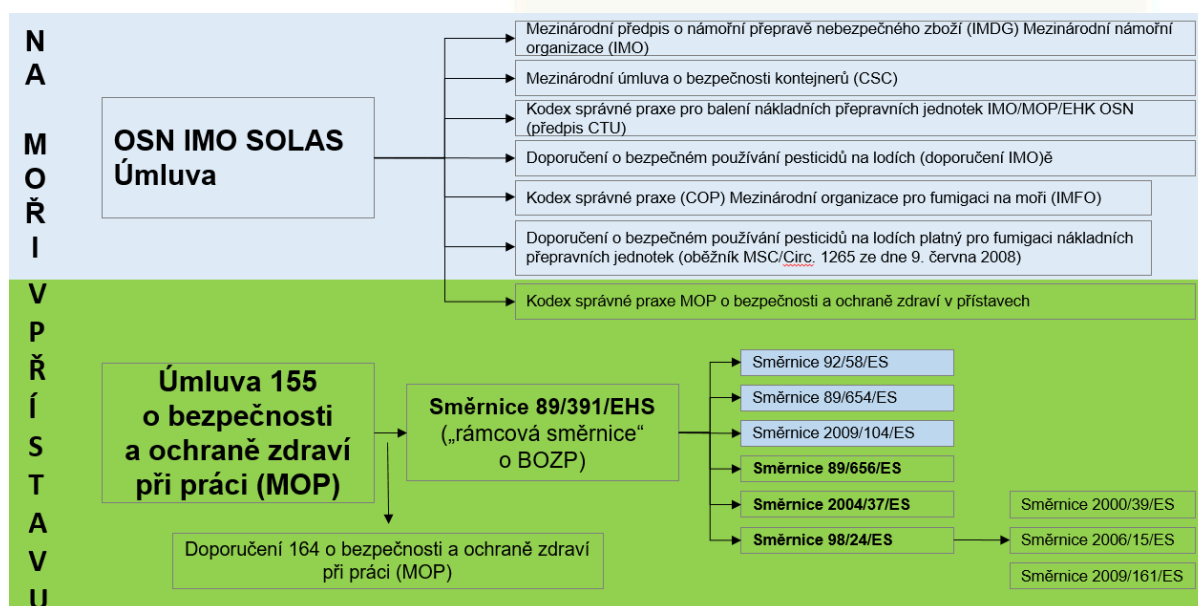 NA MOŘI
Mezinárodní předpis o námořní přepravě nebezpečného zboží (IMDG) Mezinárodní námořní
organizace (IMO)
Mezinárodní úmluva o bezpečnosti kontejnerů (CSC)
Kodex správné praxe pro balení nákladních přepravních jednotek IMO/MOP/EHK OSN
(předpis CTU)
OSN IMO SOLAS
Úmluva
Doporučení o bezpečném používání pesticidů na lodích (doporučení IMO)ě
Kodex správné praxe (COP) Mezinárodní organizace pro fumigaci na moři (IMFO)
Doporučení o bezpečném používání pesticidů na lodích platný pro fumigaci nákladních
přepravních jednotek (oběžník MSC/Circ. 1265 ze dne 9. června 2008)
V PŘÍSTAVU
Kodex správné praxe MOP o bezpečnosti a ochraně zdraví v přístavech
Úmluva 155
o bezpečnosti
a ochraně zdraví
při práci (MOP)
Doporučení 164 o bezpečnosti a ochraně zdraví
při práci (MOP)
Směrnice 89/391/EHS
(„rámcová směrnice“
o BOZP)
Směrnice 92/58/ES
Směrnice 89/654/ES
Směrnice 2009/104/ES
Směrnice 89/656/ES
Směrnice 2004/37/ES
Směrnice 98/24/ES
Směrnice 2000/39/ES
Směrnice 2006/15/ES
Směrnice 2009/161/ES